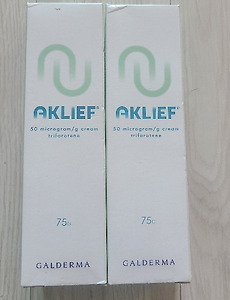 AKLIEF®
50 microgram/g cream
trifarotene
75g
GALDERMA
AKLIEF®
50 microgram/g cream
trifarotene
75g
GALDERMA